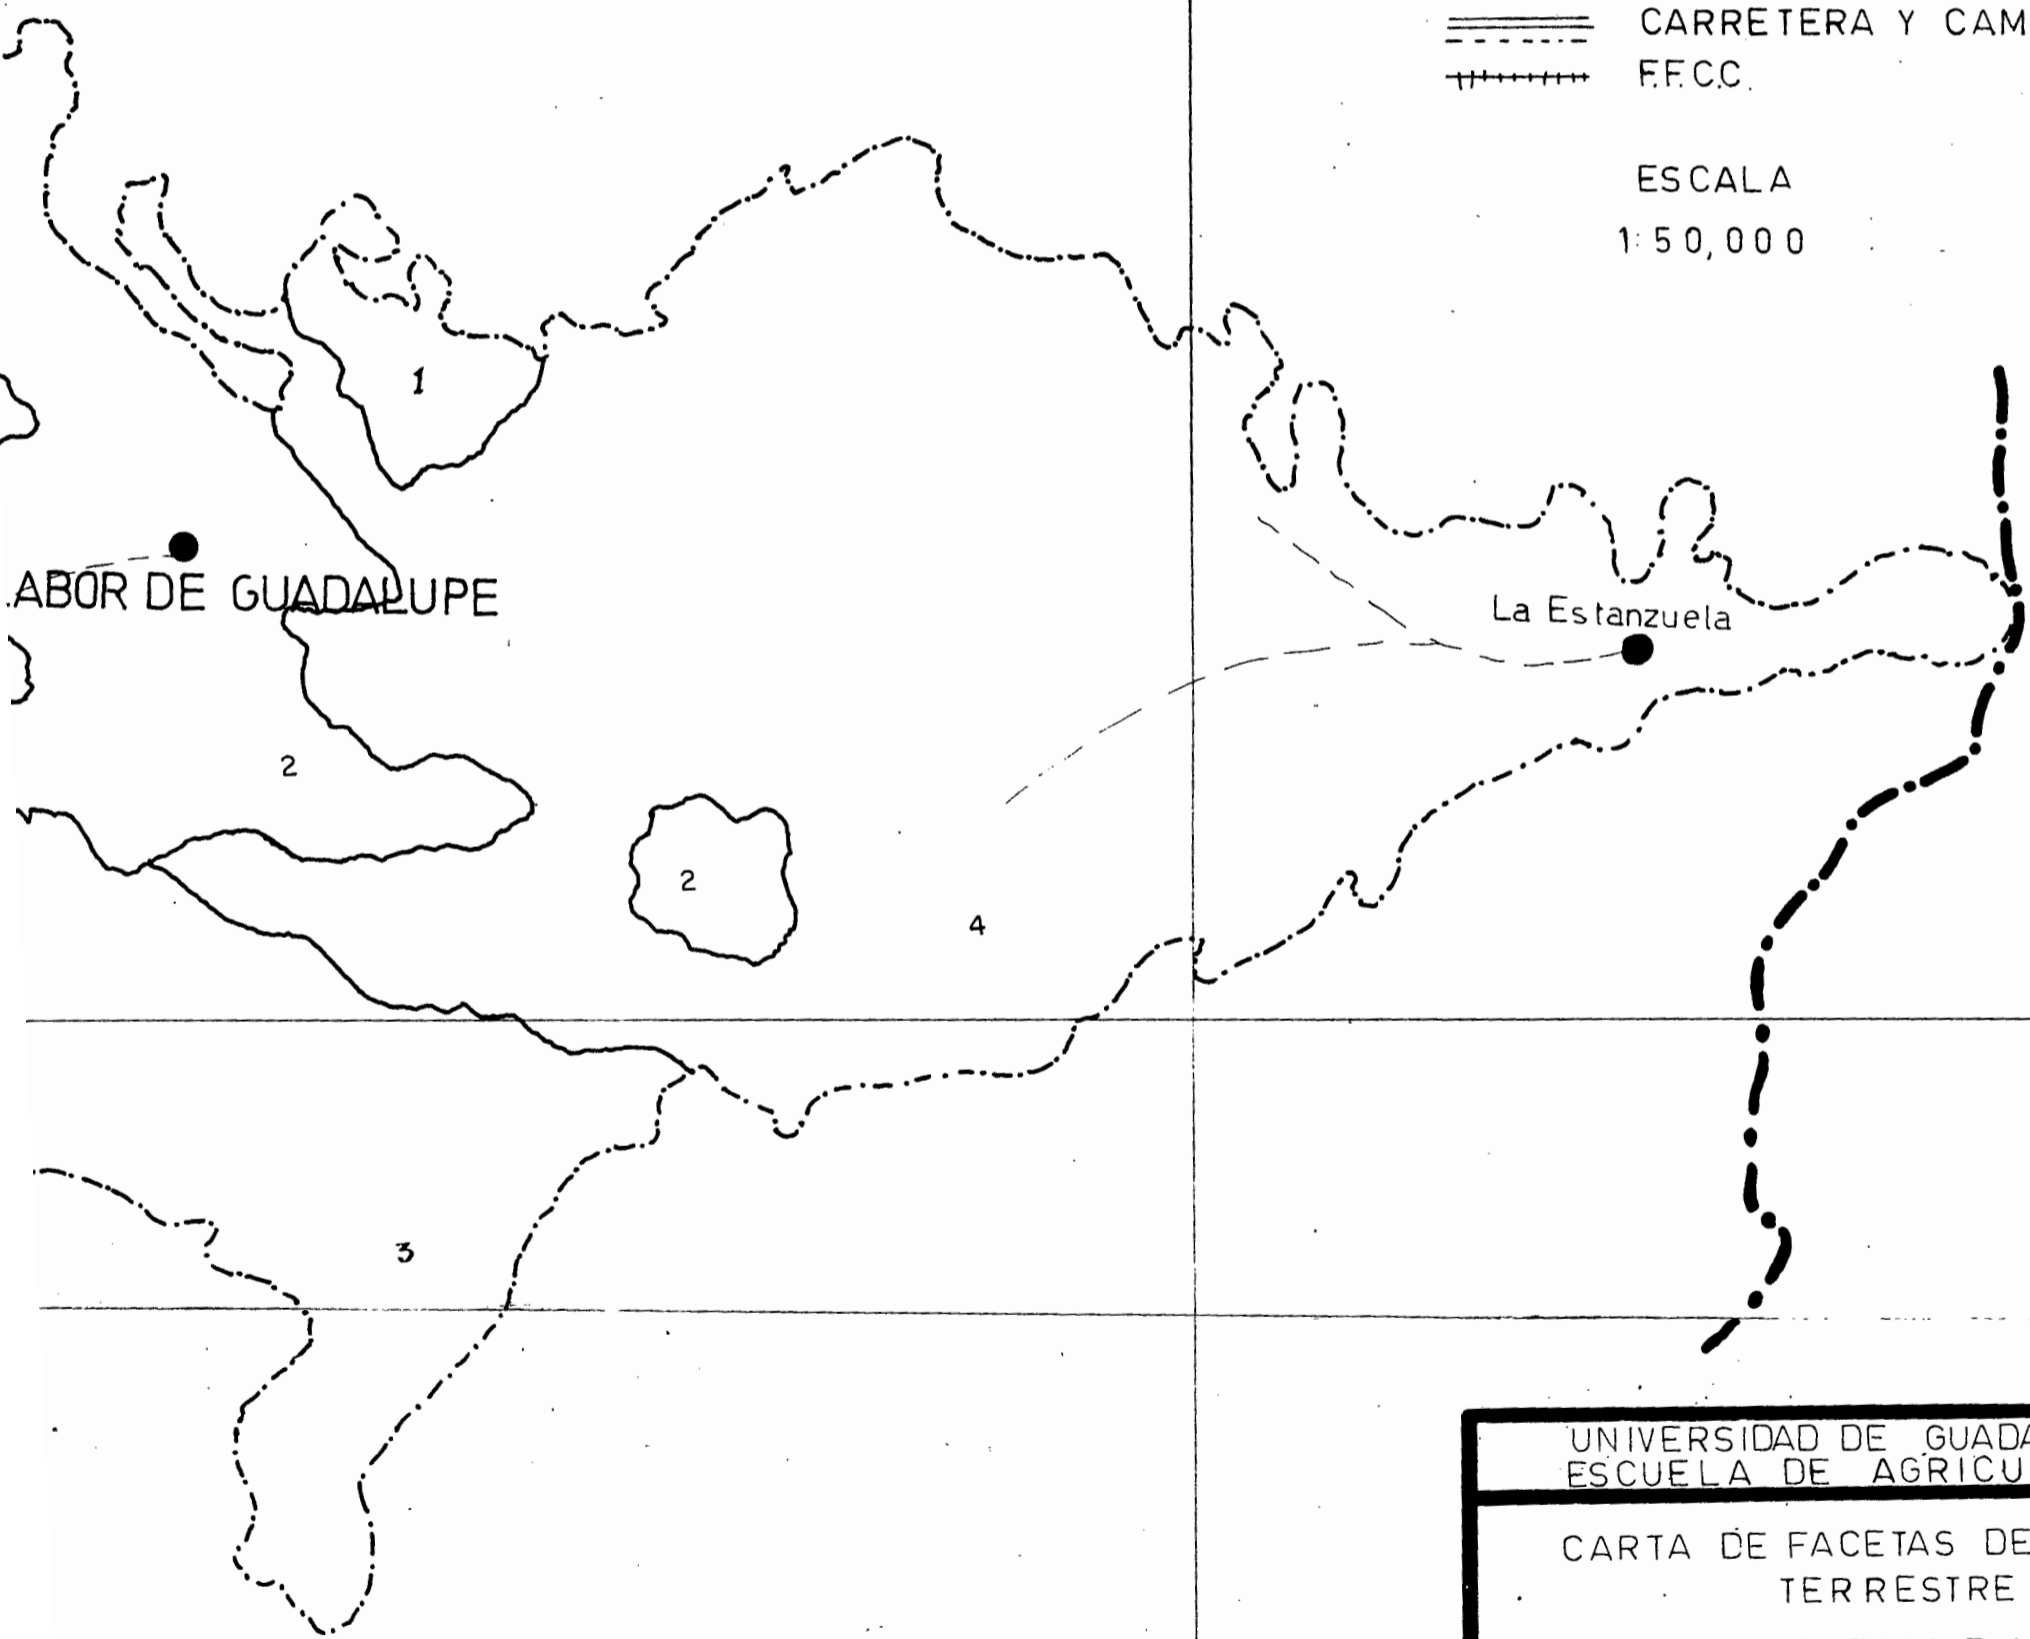 CARRETERA Y CAM
F.F.C.C.
ESCALA
1:50,000
1
ABOR DE GUADALUPE
La Estanzuela
2
2
4
3
UNIVERSIDAD DE GUADA
ESCUELA DE AGRICU
CARTA DE FACETAS DE
TERRESTRE